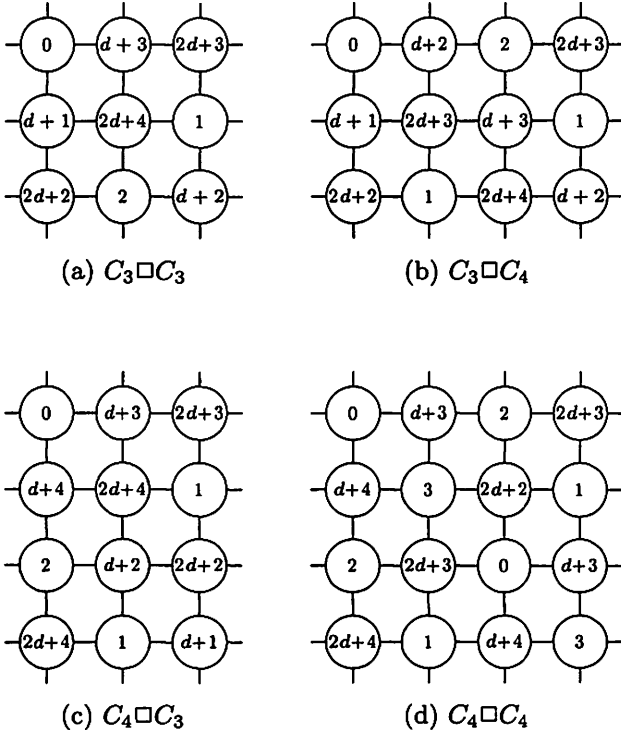 0 d + 3 2d+3 0 d+2 2 2d+3
d + 1 2d+4 1 d + 1 2d+3 d + 3 1
2d+2 2 d + 2 2d+2 1 2d+4 d + 2
(a) C₃□C₃ (b) C₃□C₄
0 d+3 2d+3 0 d+3 2 2d+3
d+4 2d+4 1 d+4 3 2d+2 1
2 d+2 2d+2 2 2d+3 0 d+3
2d+4 1 d+1 2d+4 1 d+4 3
(c) C₄□C₃ (d) C₄□C₄